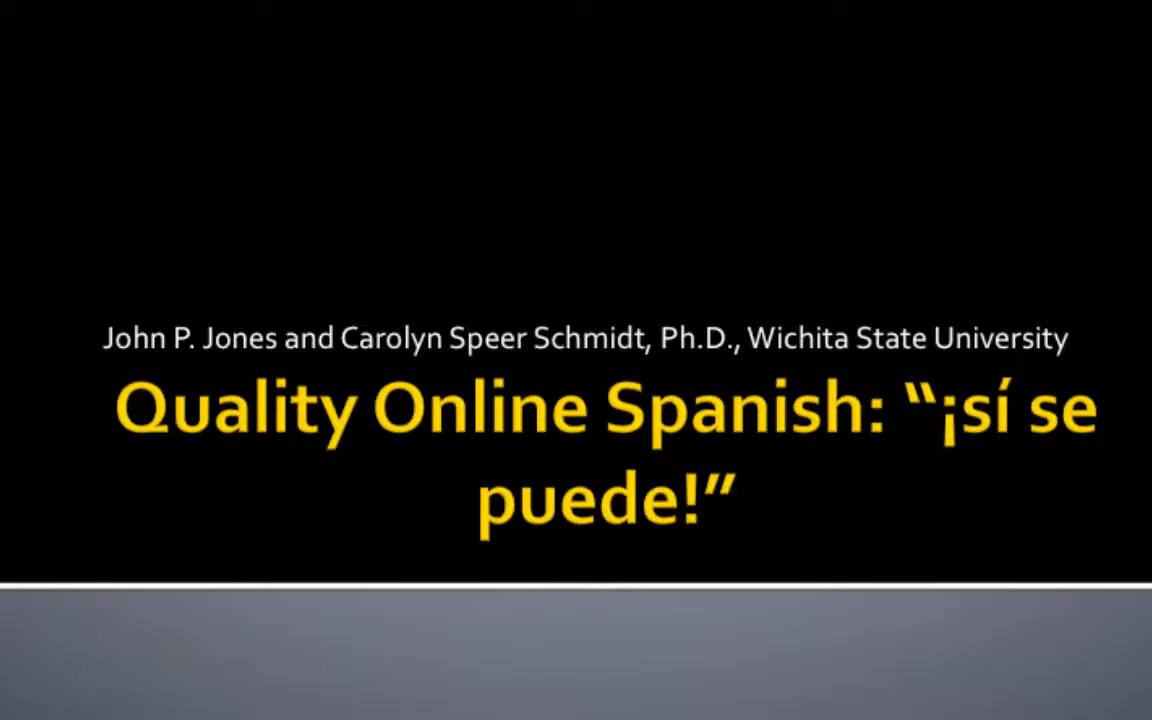 John P. Jones and Carolyn Speer Schmidt, Ph.D., Wichita State University
Quality Online Spanish: “¡sí se
puede!”